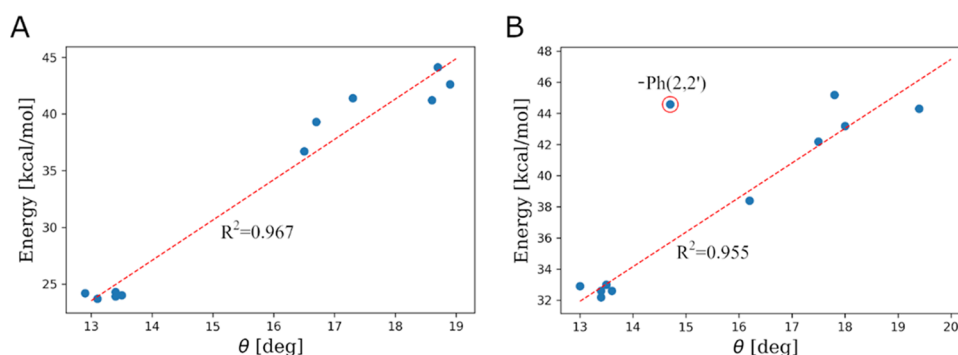 A
45
40
35
30
25
Energy [kcal/mol]
R²=0.967
13 14 15 16 17 18 19
θ [deg]
B
48
46
44
42
40
38
36
34
32
Energy [kcal/mol]
-Ph(2,2')
R²=0.955
13 14 15 16 17 18 19 20
θ [deg]